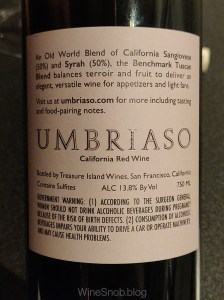 An Old World Blend of California Sangiovese
(50%) and Syrah (50%), the Benchmark Tuscan
Blend balances terroir and fruit to deliver an
elegant, versatile wine for appetizers and light fare.
Visit us at umbriaso.com for more including tasting
and food-pairing notes.
UMBRIASO
California Red Wine
Bottled by Treasure Island Wines, San Francisco, California
Contains Sulfites ALC 13.8% By Vol 750 ML
GOVERNMENT WARNING: (1) ACCORDING TO THE SURGEON GENERAL,
WOMEN SHOULD NOT DRINK ALCOHOLIC BEVERAGES DURING PREGNANCY
BECAUSE OF THE RISK OF BIRTH DEFECTS. (2) CONSUMPTION OF ALCOHOLIC
BEVERAGES IMPAIRS YOUR ABILITY TO DRIVE A CAR OR OPERATE MACHINERY,
AND MAY CAUSE HEALTH PROBLEMS.
WineSnob.blog